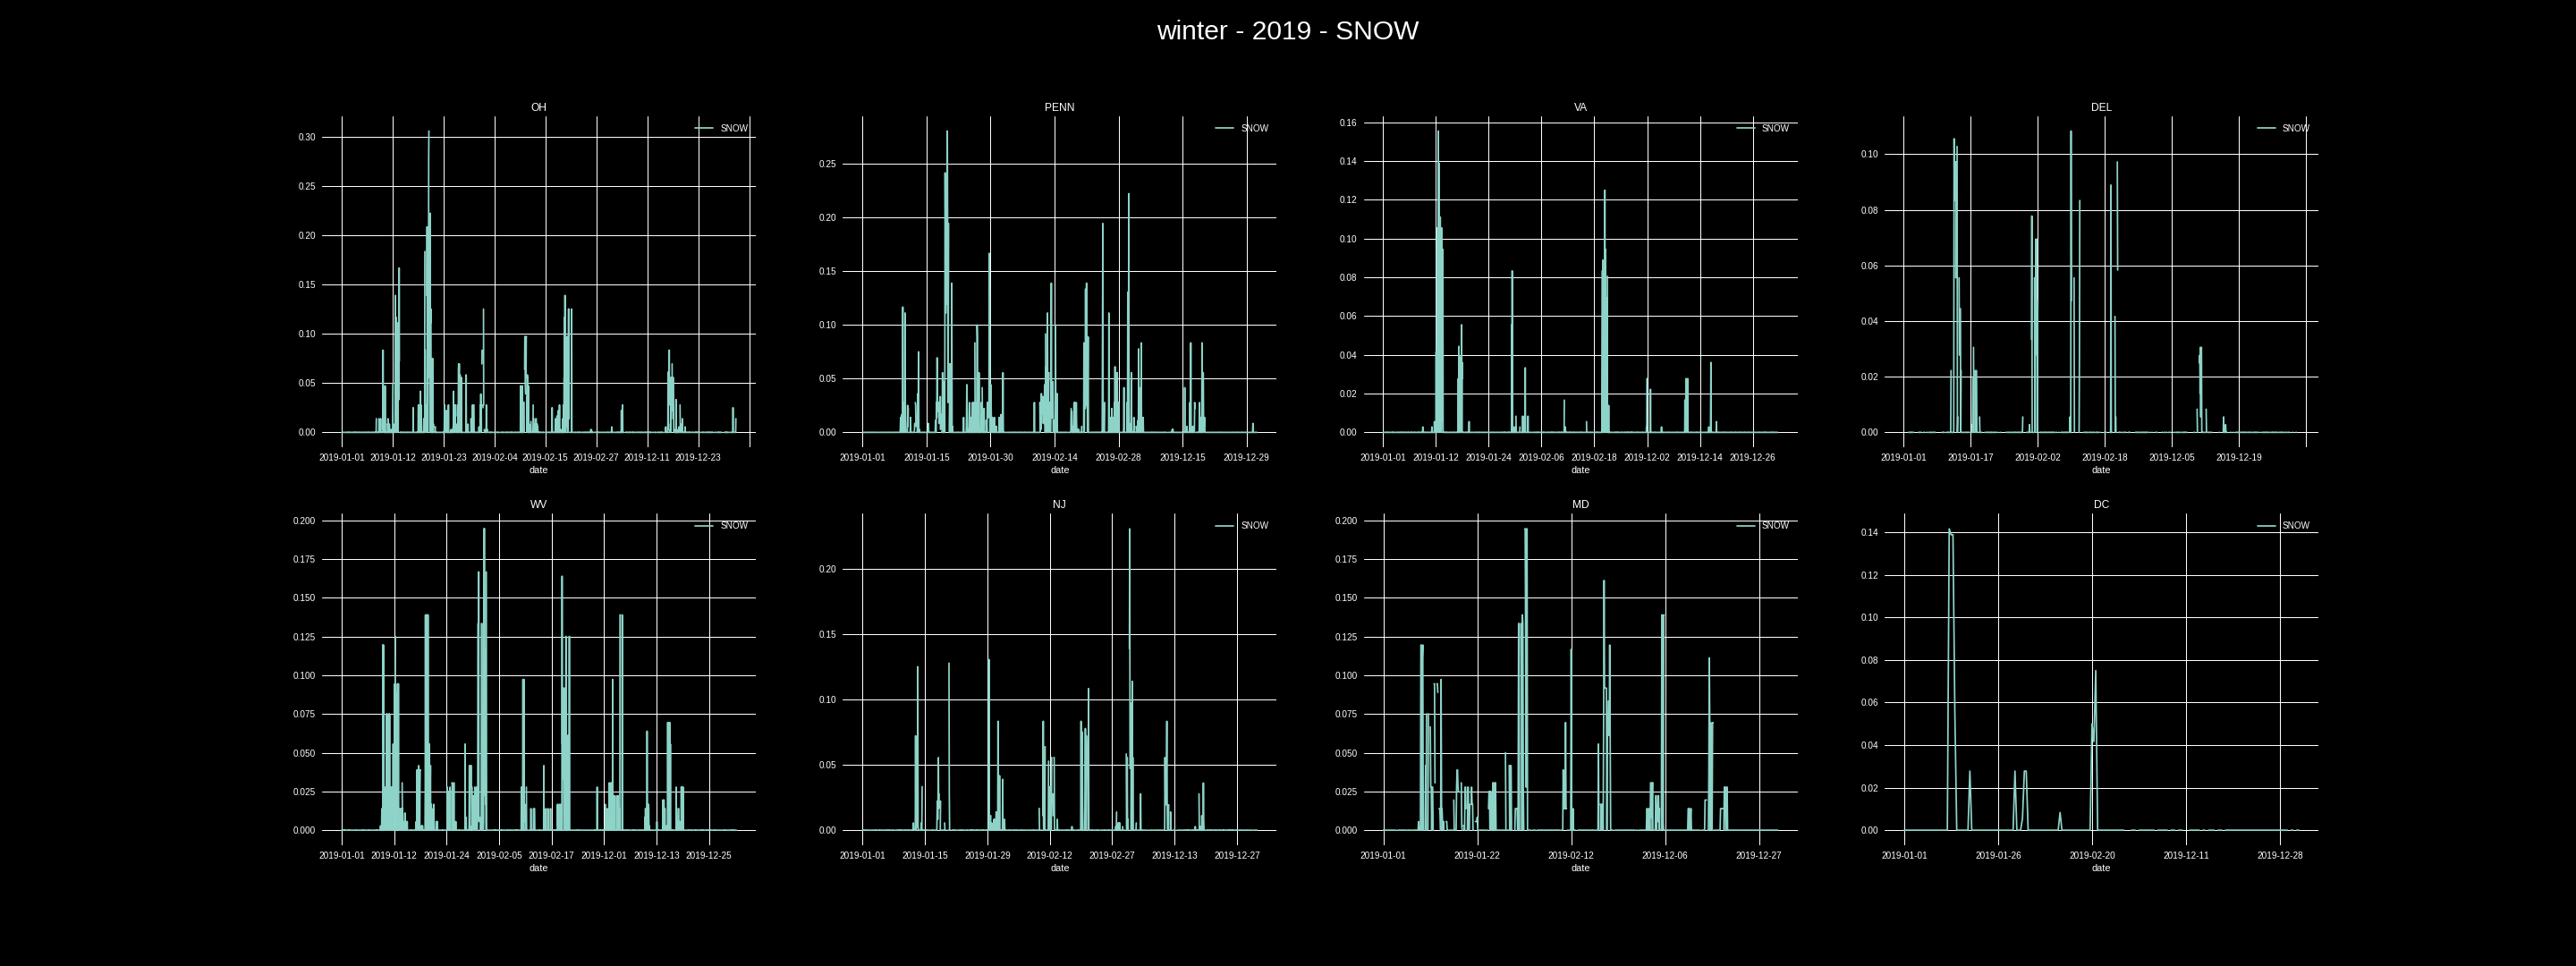 winter - 2019 - SNOW
OH
SNOW
0.30
0.25
0.20
0.15
0.10
0.05
0.00
2019-01-01 2019-01-12 2019-01-23 2019-02-04 2019-02-15 2019-02-27 2019-12-11 2019-12-23
date
PENN
SNOW
0.25
0.20
0.15
0.10
0.05
0.00
2019-01-01 2019-01-15 2019-01-30 2019-02-14 2019-02-28 2019-12-15 2019-12-29
date
VA
SNOW
0.16
0.14
0.12
0.10
0.08
0.06
0.04
0.02
0.00
2019-01-01 2019-01-12 2019-01-24 2019-02-06 2019-02-18 2019-12-02 2019-12-14 2019-12-26
date
DEL
SNOW
0.10
0.08
0.06
0.04
0.02
0.00
2019-01-01 2019-01-17 2019-02-02 2019-02-18 2019-12-05 2019-12-19
date
WV
SNOW
0.200
0.175
0.150
0.125
0.100
0.075
0.050
0.025
0.000
2019-01-01 2019-01-12 2019-01-24 2019-02-05 2019-02-17 2019-12-01 2019-12-13 2019-12-25
date
NJ
SNOW
0.20
0.15
0.10
0.05
0.00
2019-01-01 2019-01-15 2019-01-29 2019-02-12 2019-02-27 2019-12-13 2019-12-27
date
MD
SNOW
0.200
0.175
0.150
0.125
0.100
0.075
0.050
0.025
0.000
2019-01-01 2019-01-22 2019-02-12 2019-12-06 2019-12-27
date
DC
SNOW
0.14
0.12
0.10
0.08
0.06
0.04
0.02
0.00
2019-01-01 2019-01-26 2019-02-20 2019-12-11 2019-12-28
date